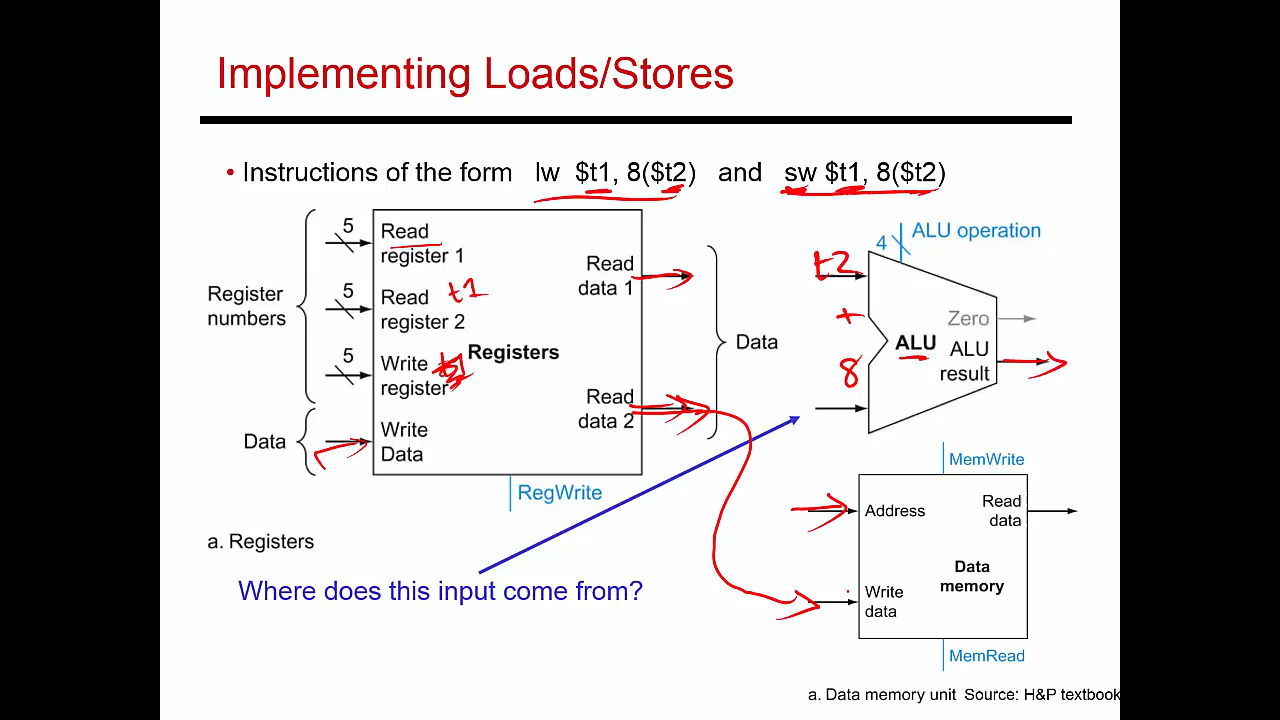 Implementing Loads/Stores
• Instructions of the form lw $t1, 8($t2) and sw $t1, 8($t2)
Register
numbers
5
5
5
Data
Read
register 1
Read
register 2
t1
Write
register
Write
Data
Registers
Read
data 1
Read
data 2
RegWrite
Data
a. Registers
Where does this input come from?
4
ALU operation
t2
+
8
ALU
Zero
ALU
result
MemWrite
Address
Read
data
Data
memory
Write
data
MemRead
a. Data memory unit Source: H&P textbook